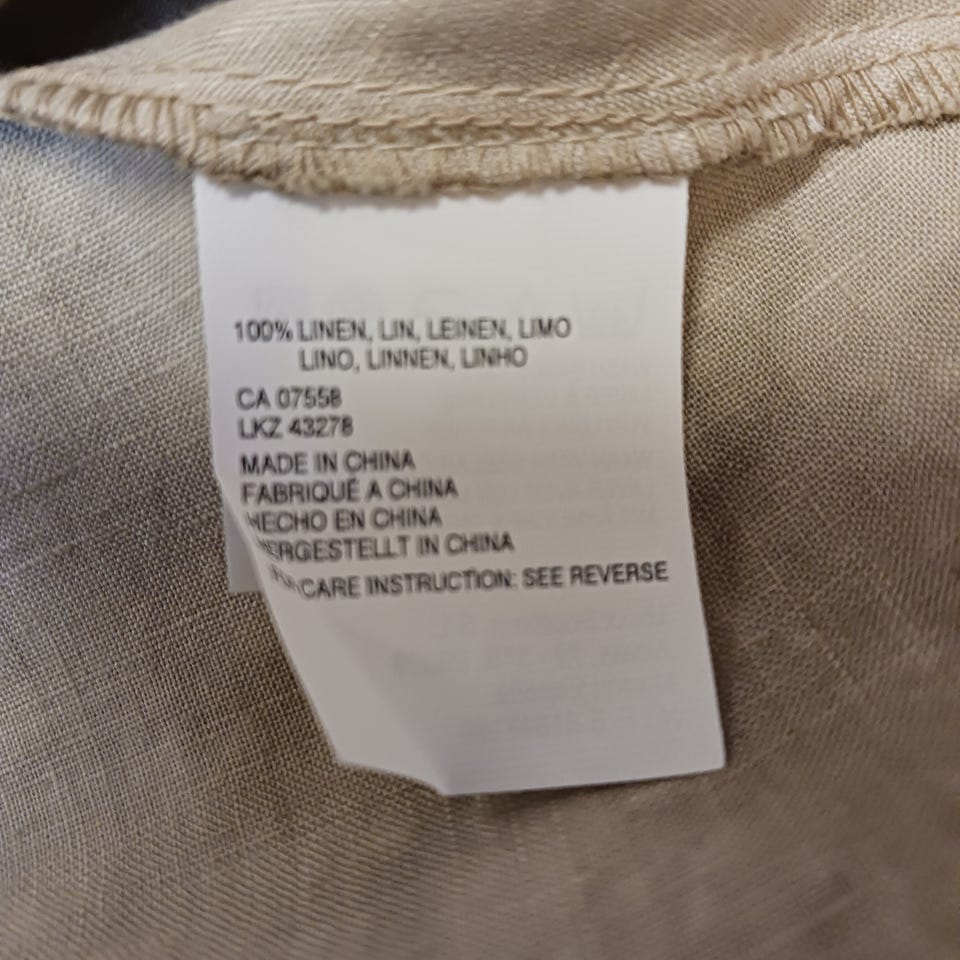 100% LINEN, LIN, LEINEN, LIMO
LINO, LINNEN, LINHO
CA 07558
LKZ 43278
MADE IN CHINA
FABRIQUÉ A CHINA
HECHO EN CHINA
HERGESTELLT IN CHINA
CARE INSTRUCTION: SEE REVERSE